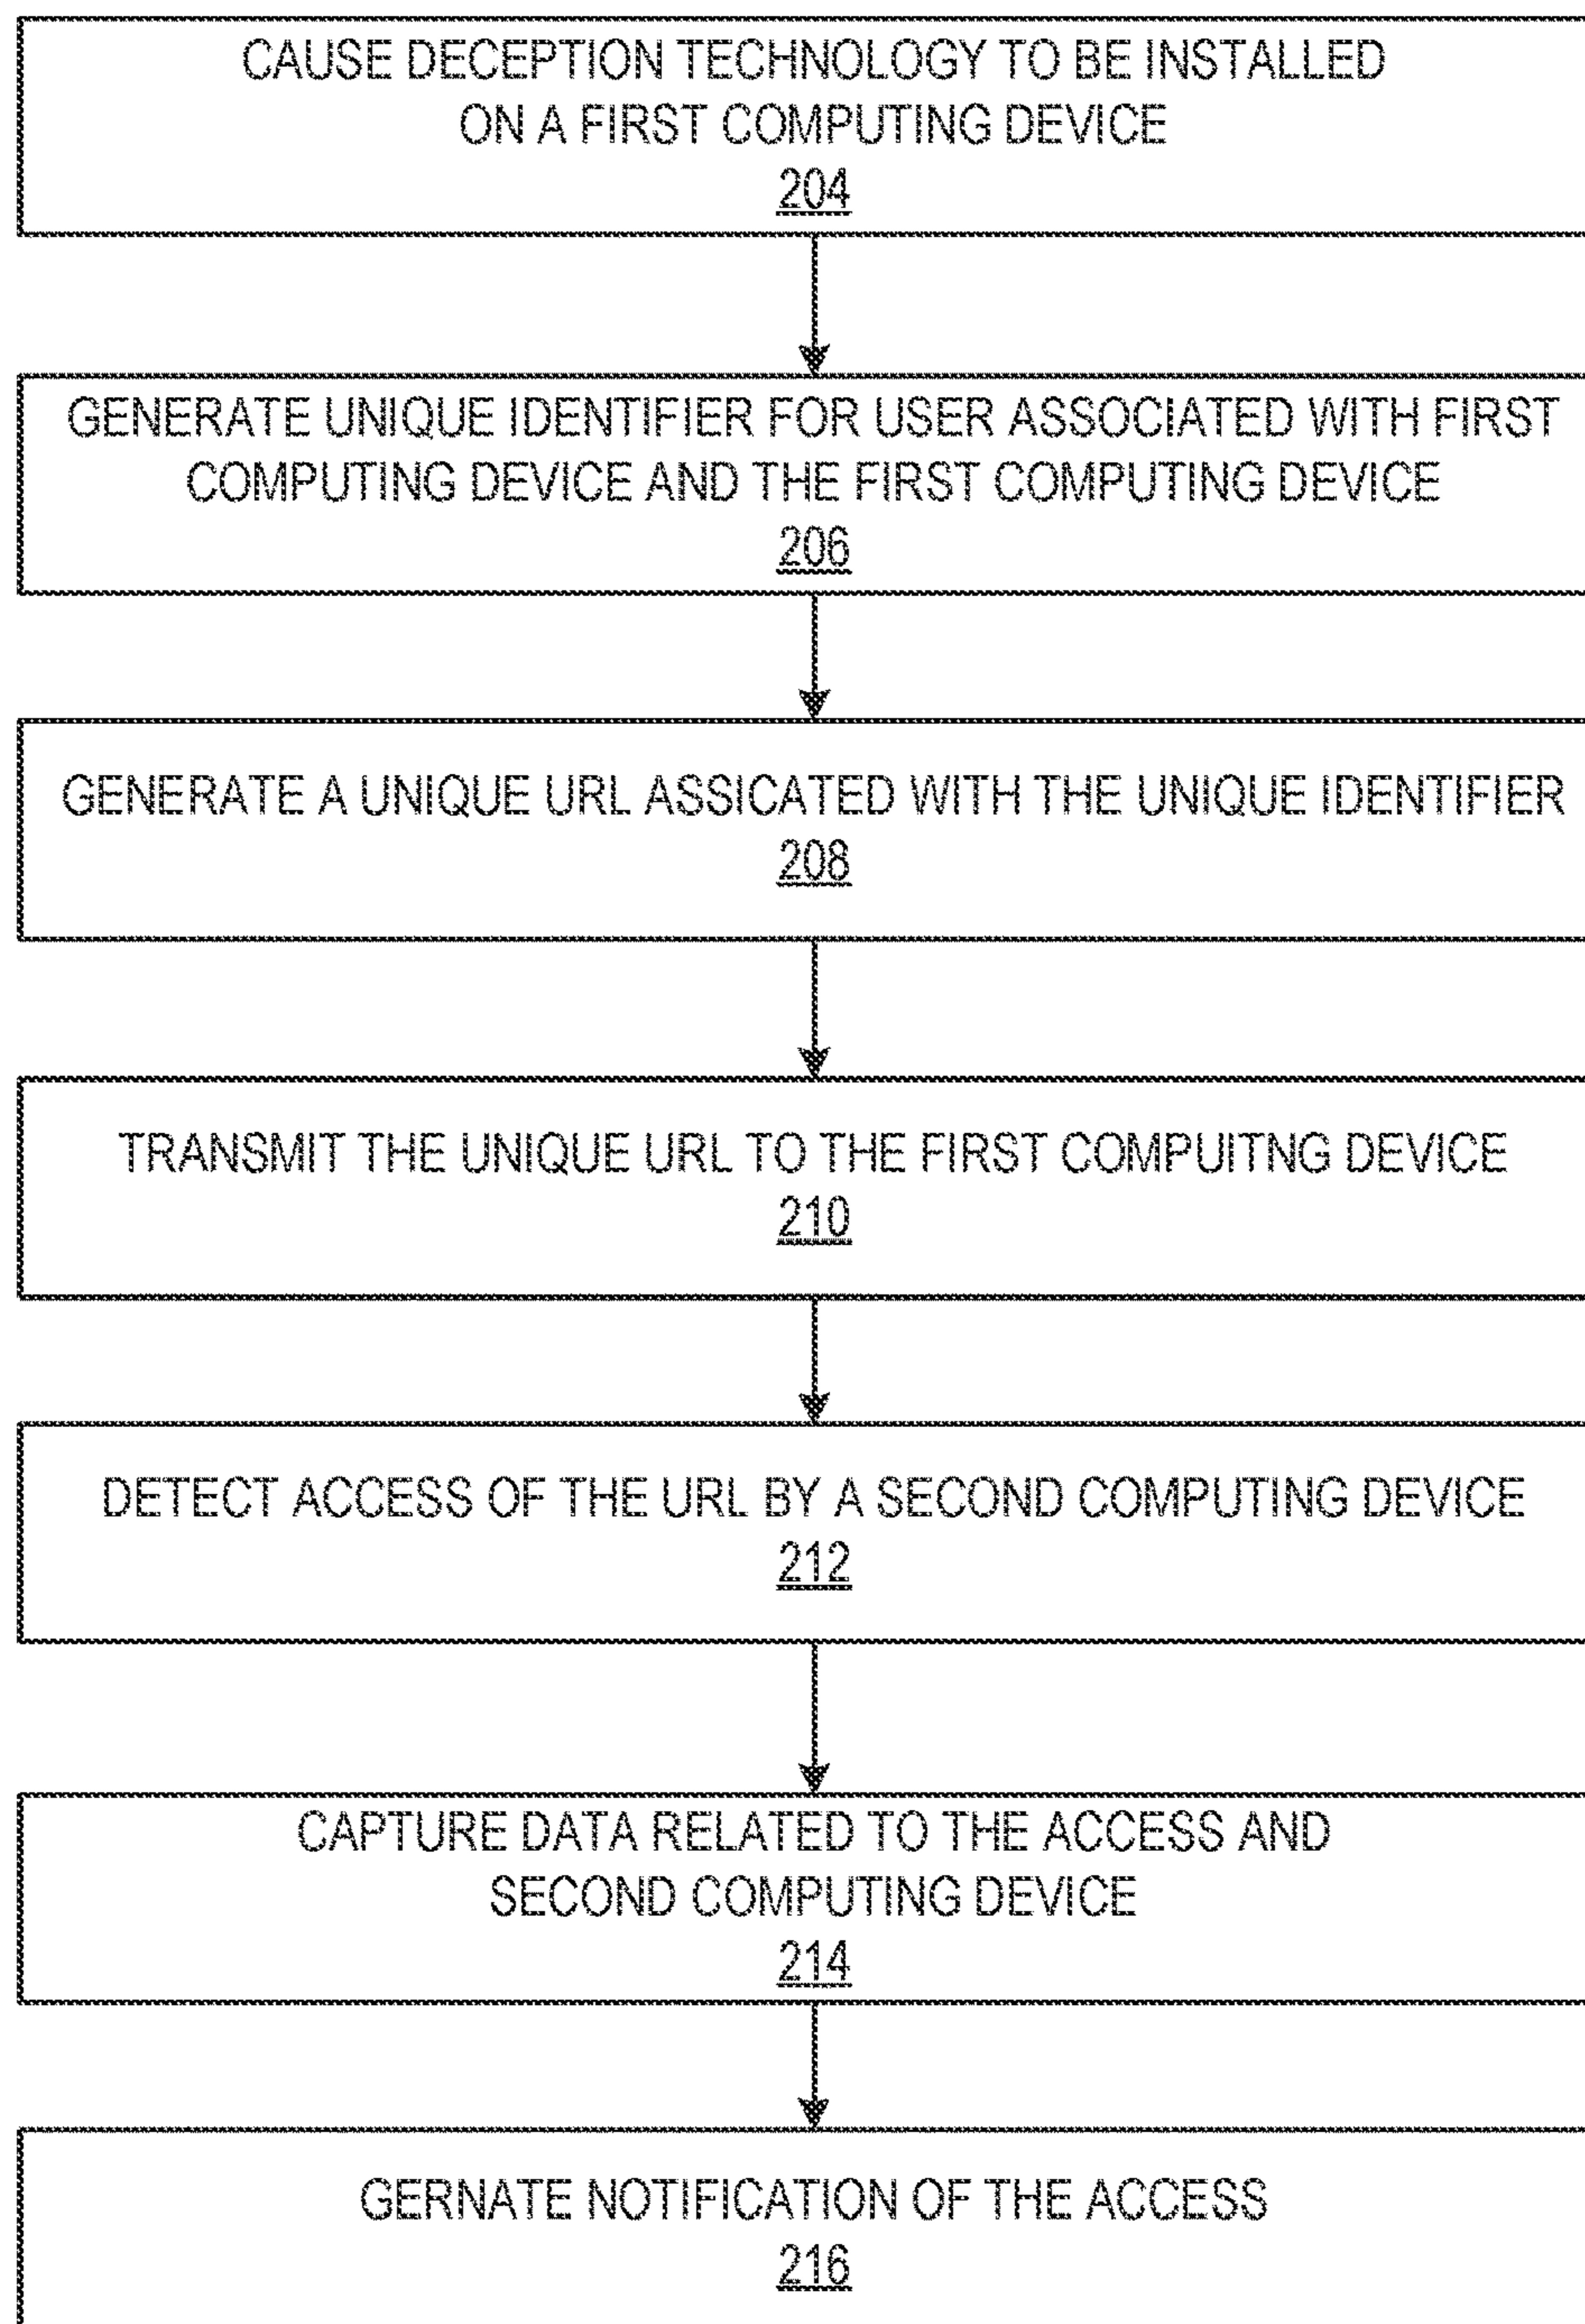 CAUSE DECEPTION TECHNOLOGY TO BE INSTALLED
ON A FIRST COMPUTING DEVICE
204
GENERATE UNIQUE IDENTIFIER FOR USER ASSOCIATED WITH FIRST
COMPUTING DEVICE AND THE FIRST COMPUTING DEVICE
206
GENERATE A UNIQUE URL ASSICATED WITH THE UNIQUE IDENTIFIER
208
TRANSMIT THE UNIQUE URL TO THE FIRST COMPUITNG DEVICE
210
DETECT ACCESS OF THE URL BY A SECOND COMPUTING DEVICE
212
CAPTURE DATA RELATED TO THE ACCESS AND
SECOND COMPUTING DEVICE
214
GERNATE NOTIFICATION OF THE ACCESS
216